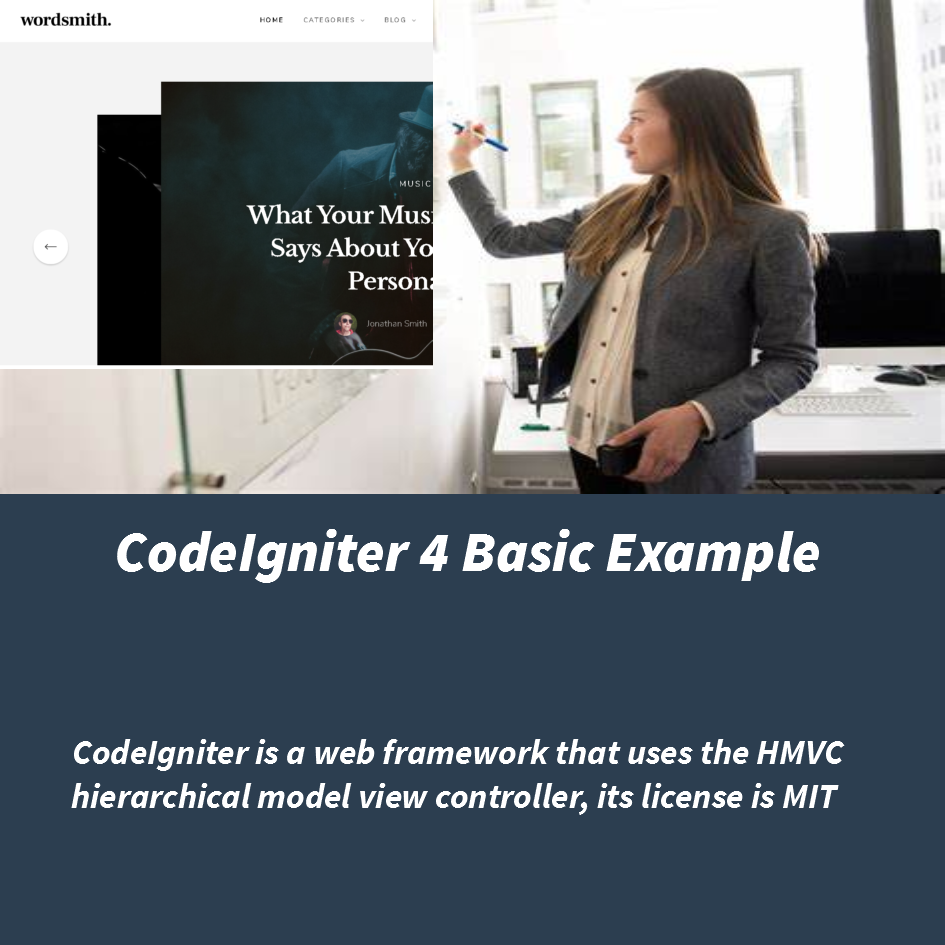 wordsmith.
HOME CATEGORIES BLOG
MUSIC
What Your Mus
Says About Yo
Persona
Jonathan Smith
CodeIgniter 4 Basic Example
CodeIgniter is a web framework that uses the HMVC
hierarchical model view controller, its license is MIT